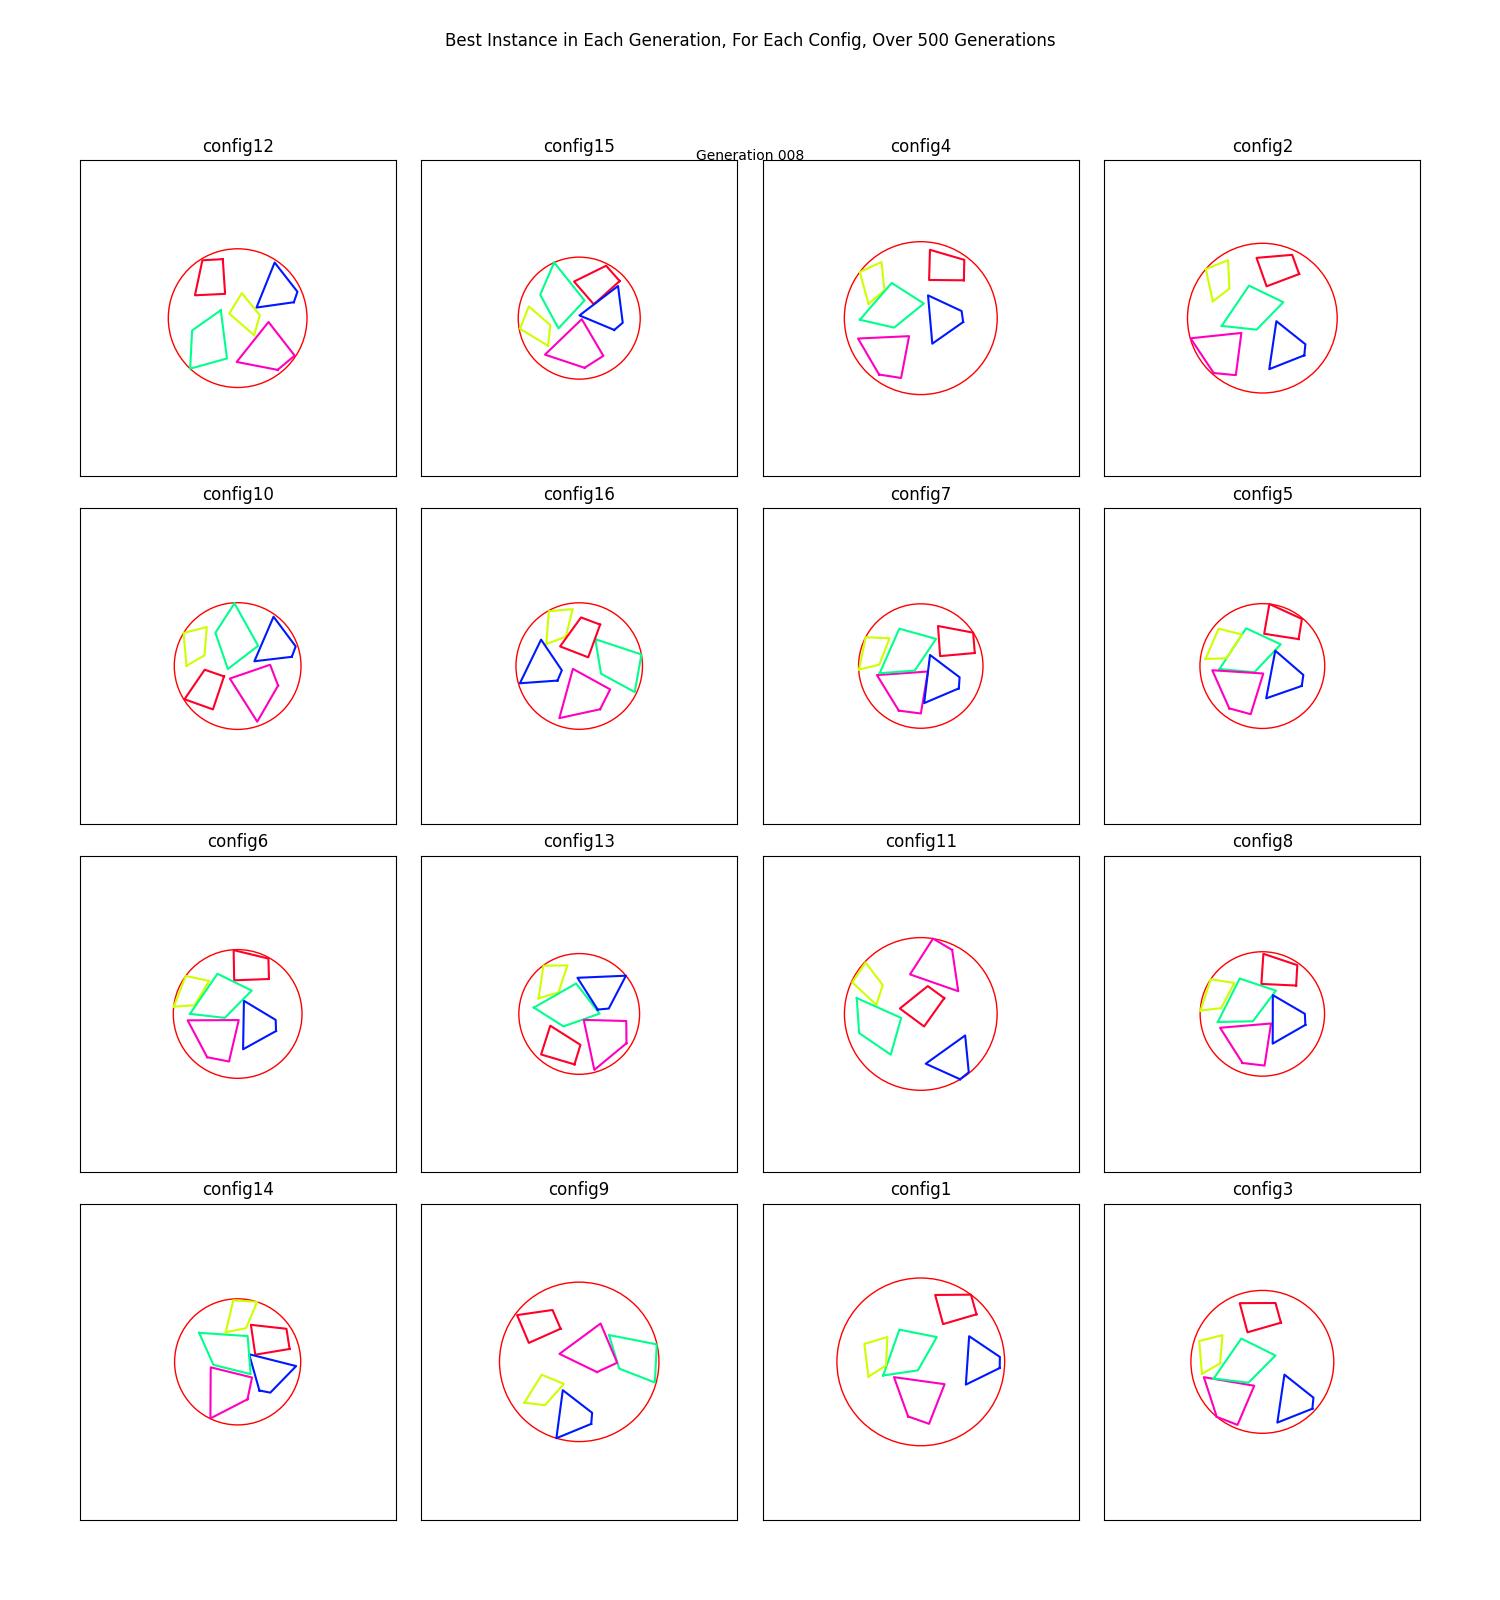 Best Instance in Each Generation, For Each Config, Over 500 Generations
Generation 008
config12
config15
config4
config2
config10
config16
config7
config5
config6
config13
config11
config8
config14
config9
config1
config3